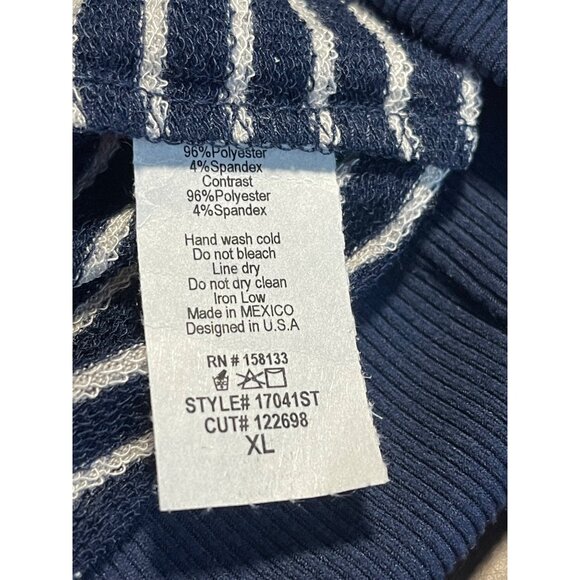 96%Polyester
4%Spandex
Contrast
96%Polyester
4%Spandex
Hand wash cold
Do not bleach
Line dry
Do not dry clean
Iron Low
Made in MEXICO
Designed in U.S.A
RN # 158133
STYLE# 17041ST
CUT# 122698
XL